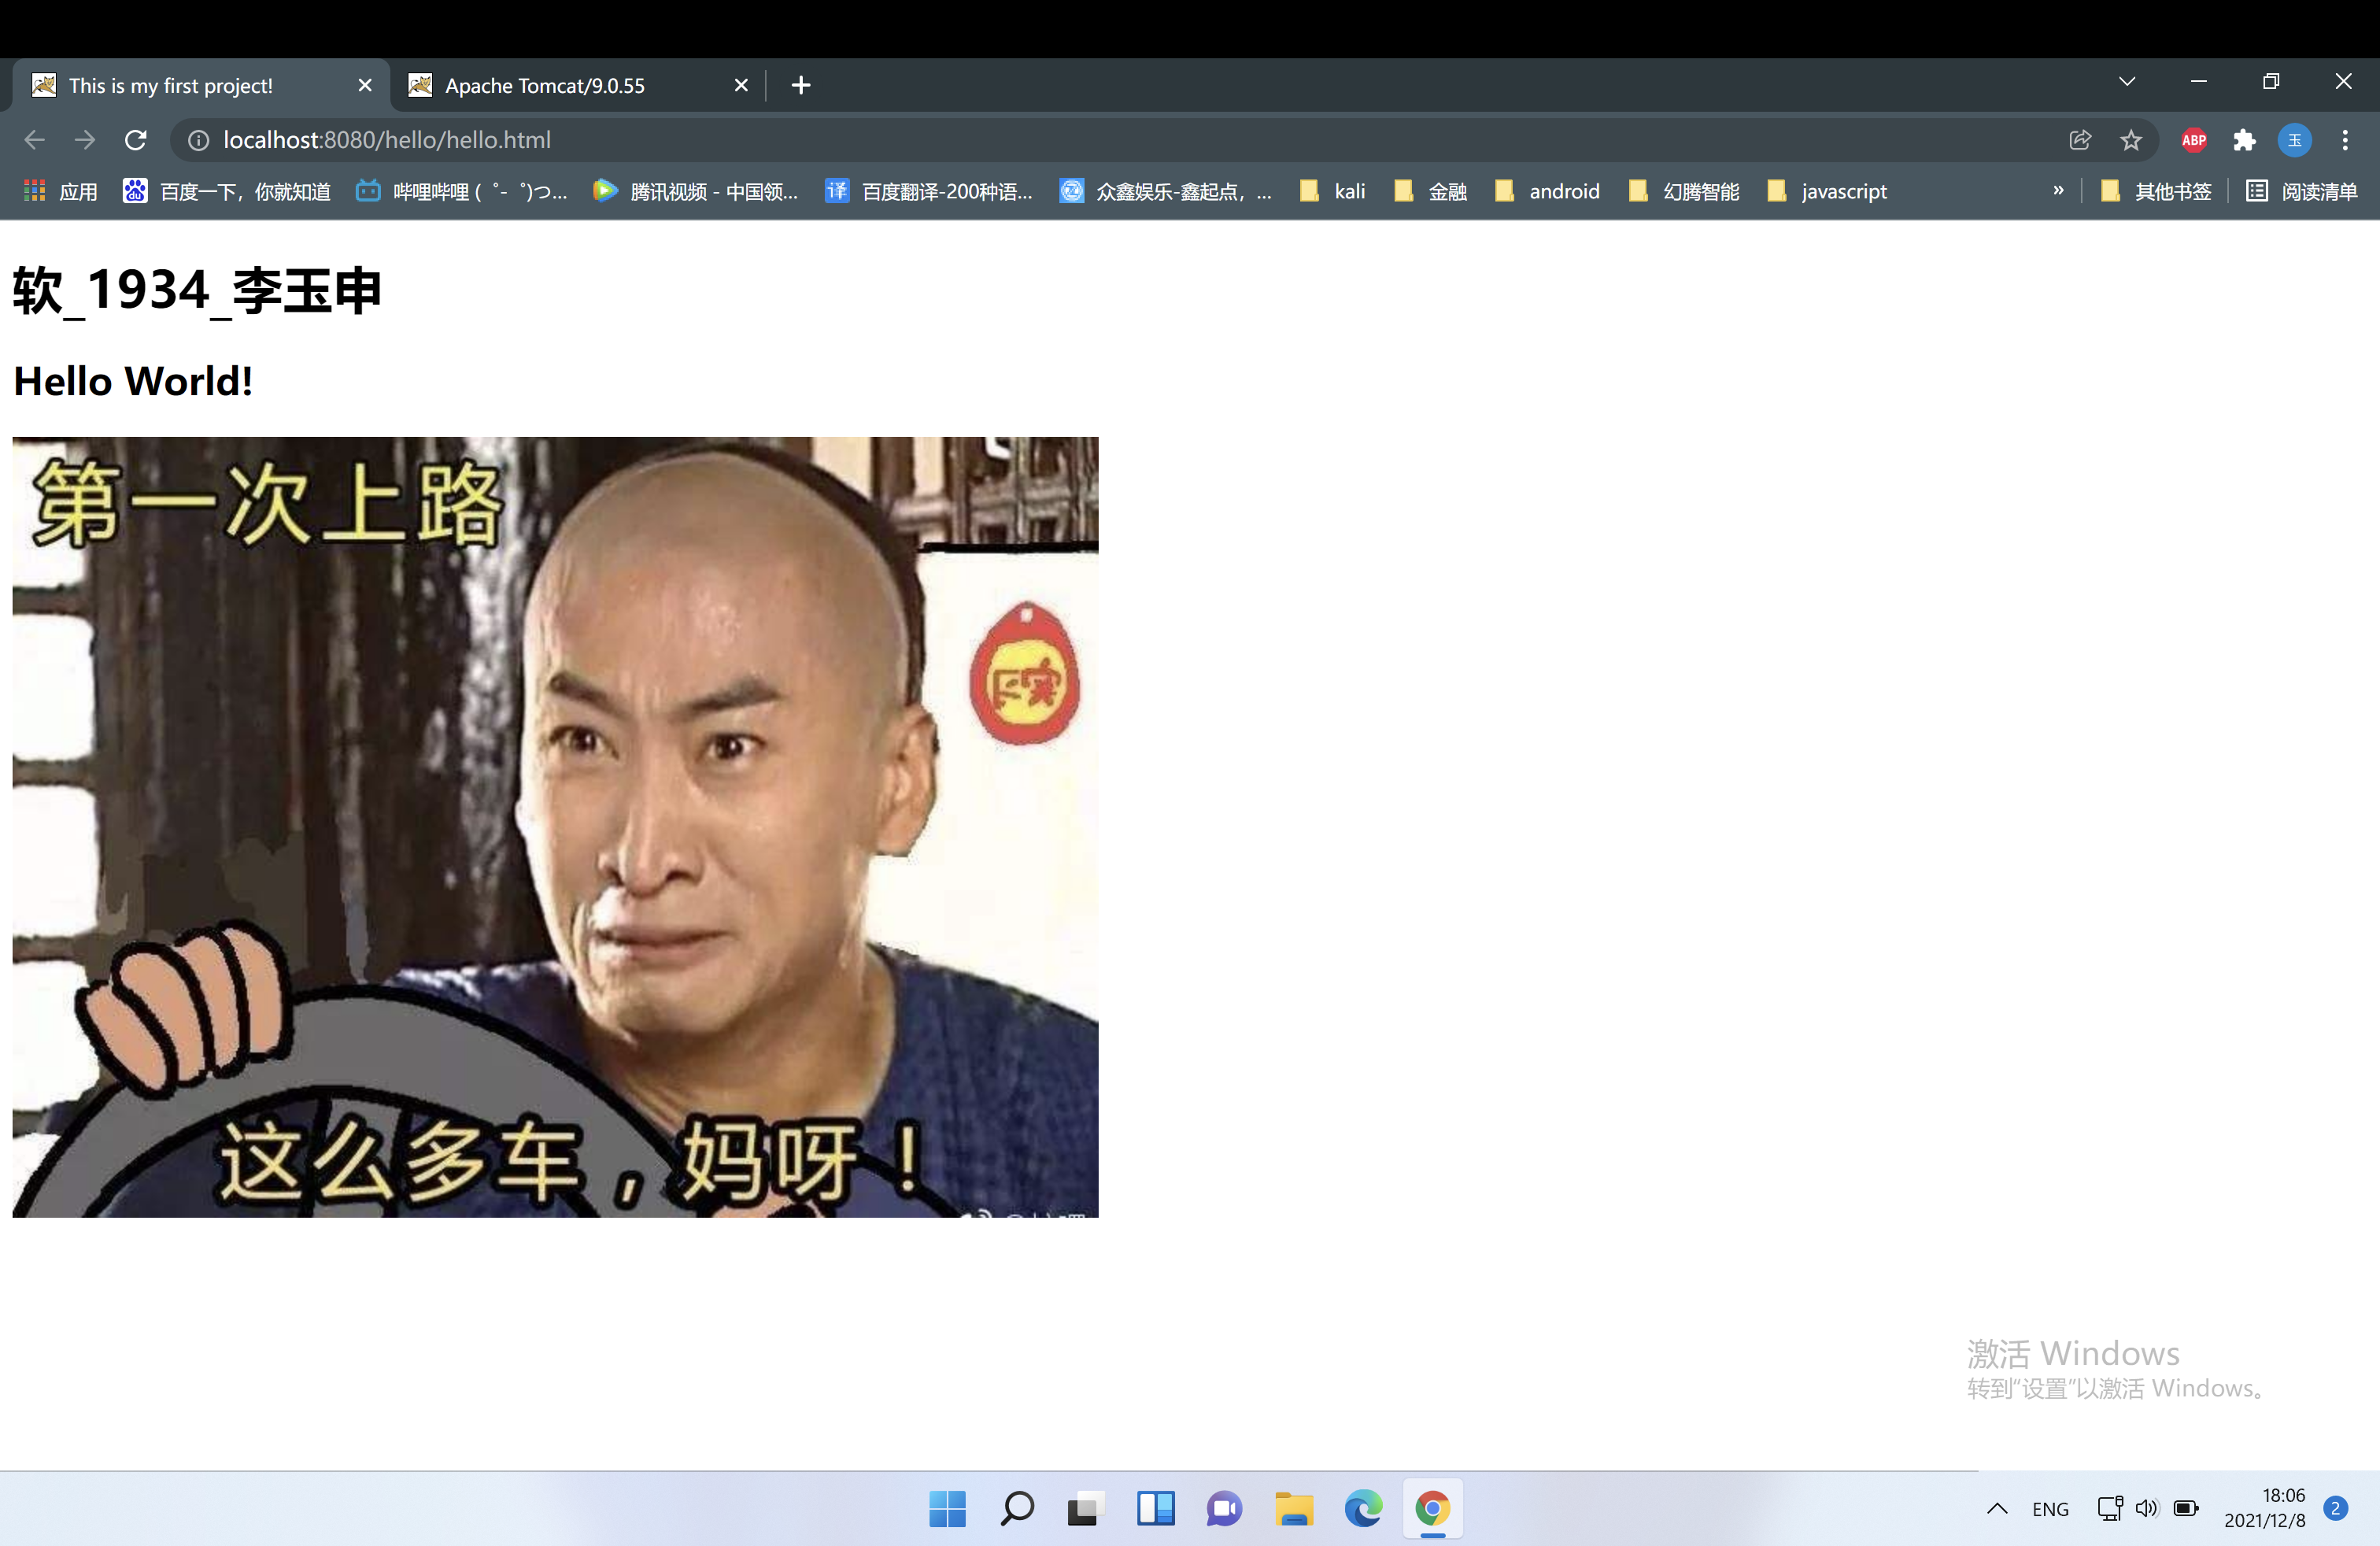 This is my first project!
Apache Tomcat/9.0.55
localhost:8080/hello/hello.html
ABP
玉
应用
百度一下，你就知道
哔哩哔哩 (゜-゜)つ...
腾讯视频 - 中国领...
译
百度翻译-200种语...
众鑫娱乐-鑫起点，...
kali
金融
android
幻腾智能
javascript
»
其他书签
阅读清单
软_1934_李玉申
Hello World!
第一次上路
实习
这么多车，妈呀！
激活 Windows
转到“设置”以激活 Windows。
ENG
18:06
2021/12/8
2